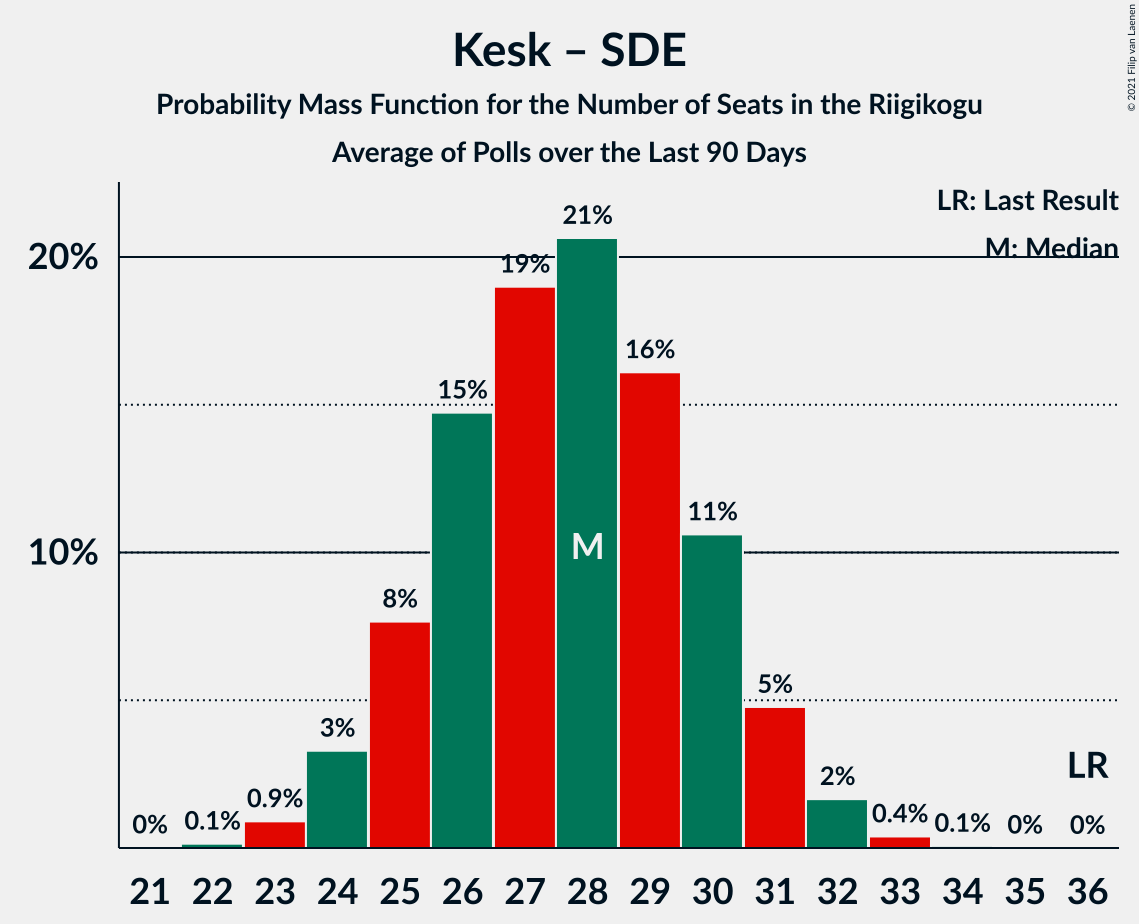 Kesk – SDE
Probability Mass Function for the Number of Seats in the Riigikogu
Average of Polls over the Last 90 Days
© 2021 Filip van Laenen
LR: Last Result
M: Median
20%
10%
0%
0.1%
0.9%
3%
8%
15%
19%
21%
16%
11%
5%
2%
0.4%
0.1%
0%
0%
M
LR
21 22 23 24 25 26 27 28 29 30 31 32 33 34 35 36